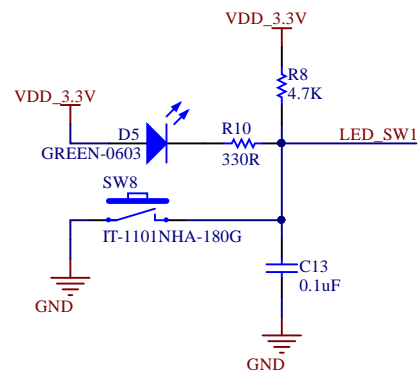 VDD_3.3V
R8
4.7K
VDD_3.3V
D5
R10
LED_SW1
GREEN-0603
330R
SW8
IT-1101NHA-180G
C13
0.1uF
GND
GND